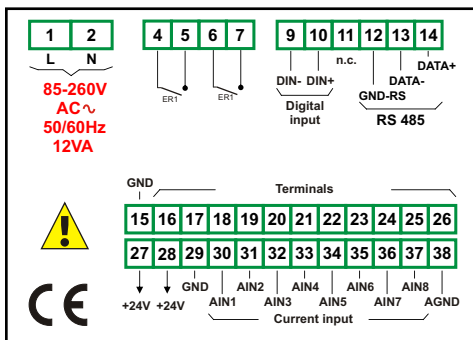 1 2 4 5 6 7 9 10 11 12 13 14
L N n.c. DATA+
DIN- DIN+ DATA-
ER1 ER1 GND-RS
85-260V
AC∿
50/60Hz
12VA
Digital
input
RS 485
GND Terminals
15 16 17 18 19 20 21 22 23 24 25 26
27 28 29 30 31 32 33 34 35 36 37 38
GND AIN2 AIN4 AIN6 AIN8
+24V +24V AIN1 AIN3 AIN5 AIN7 AGND
Current input
!
CE